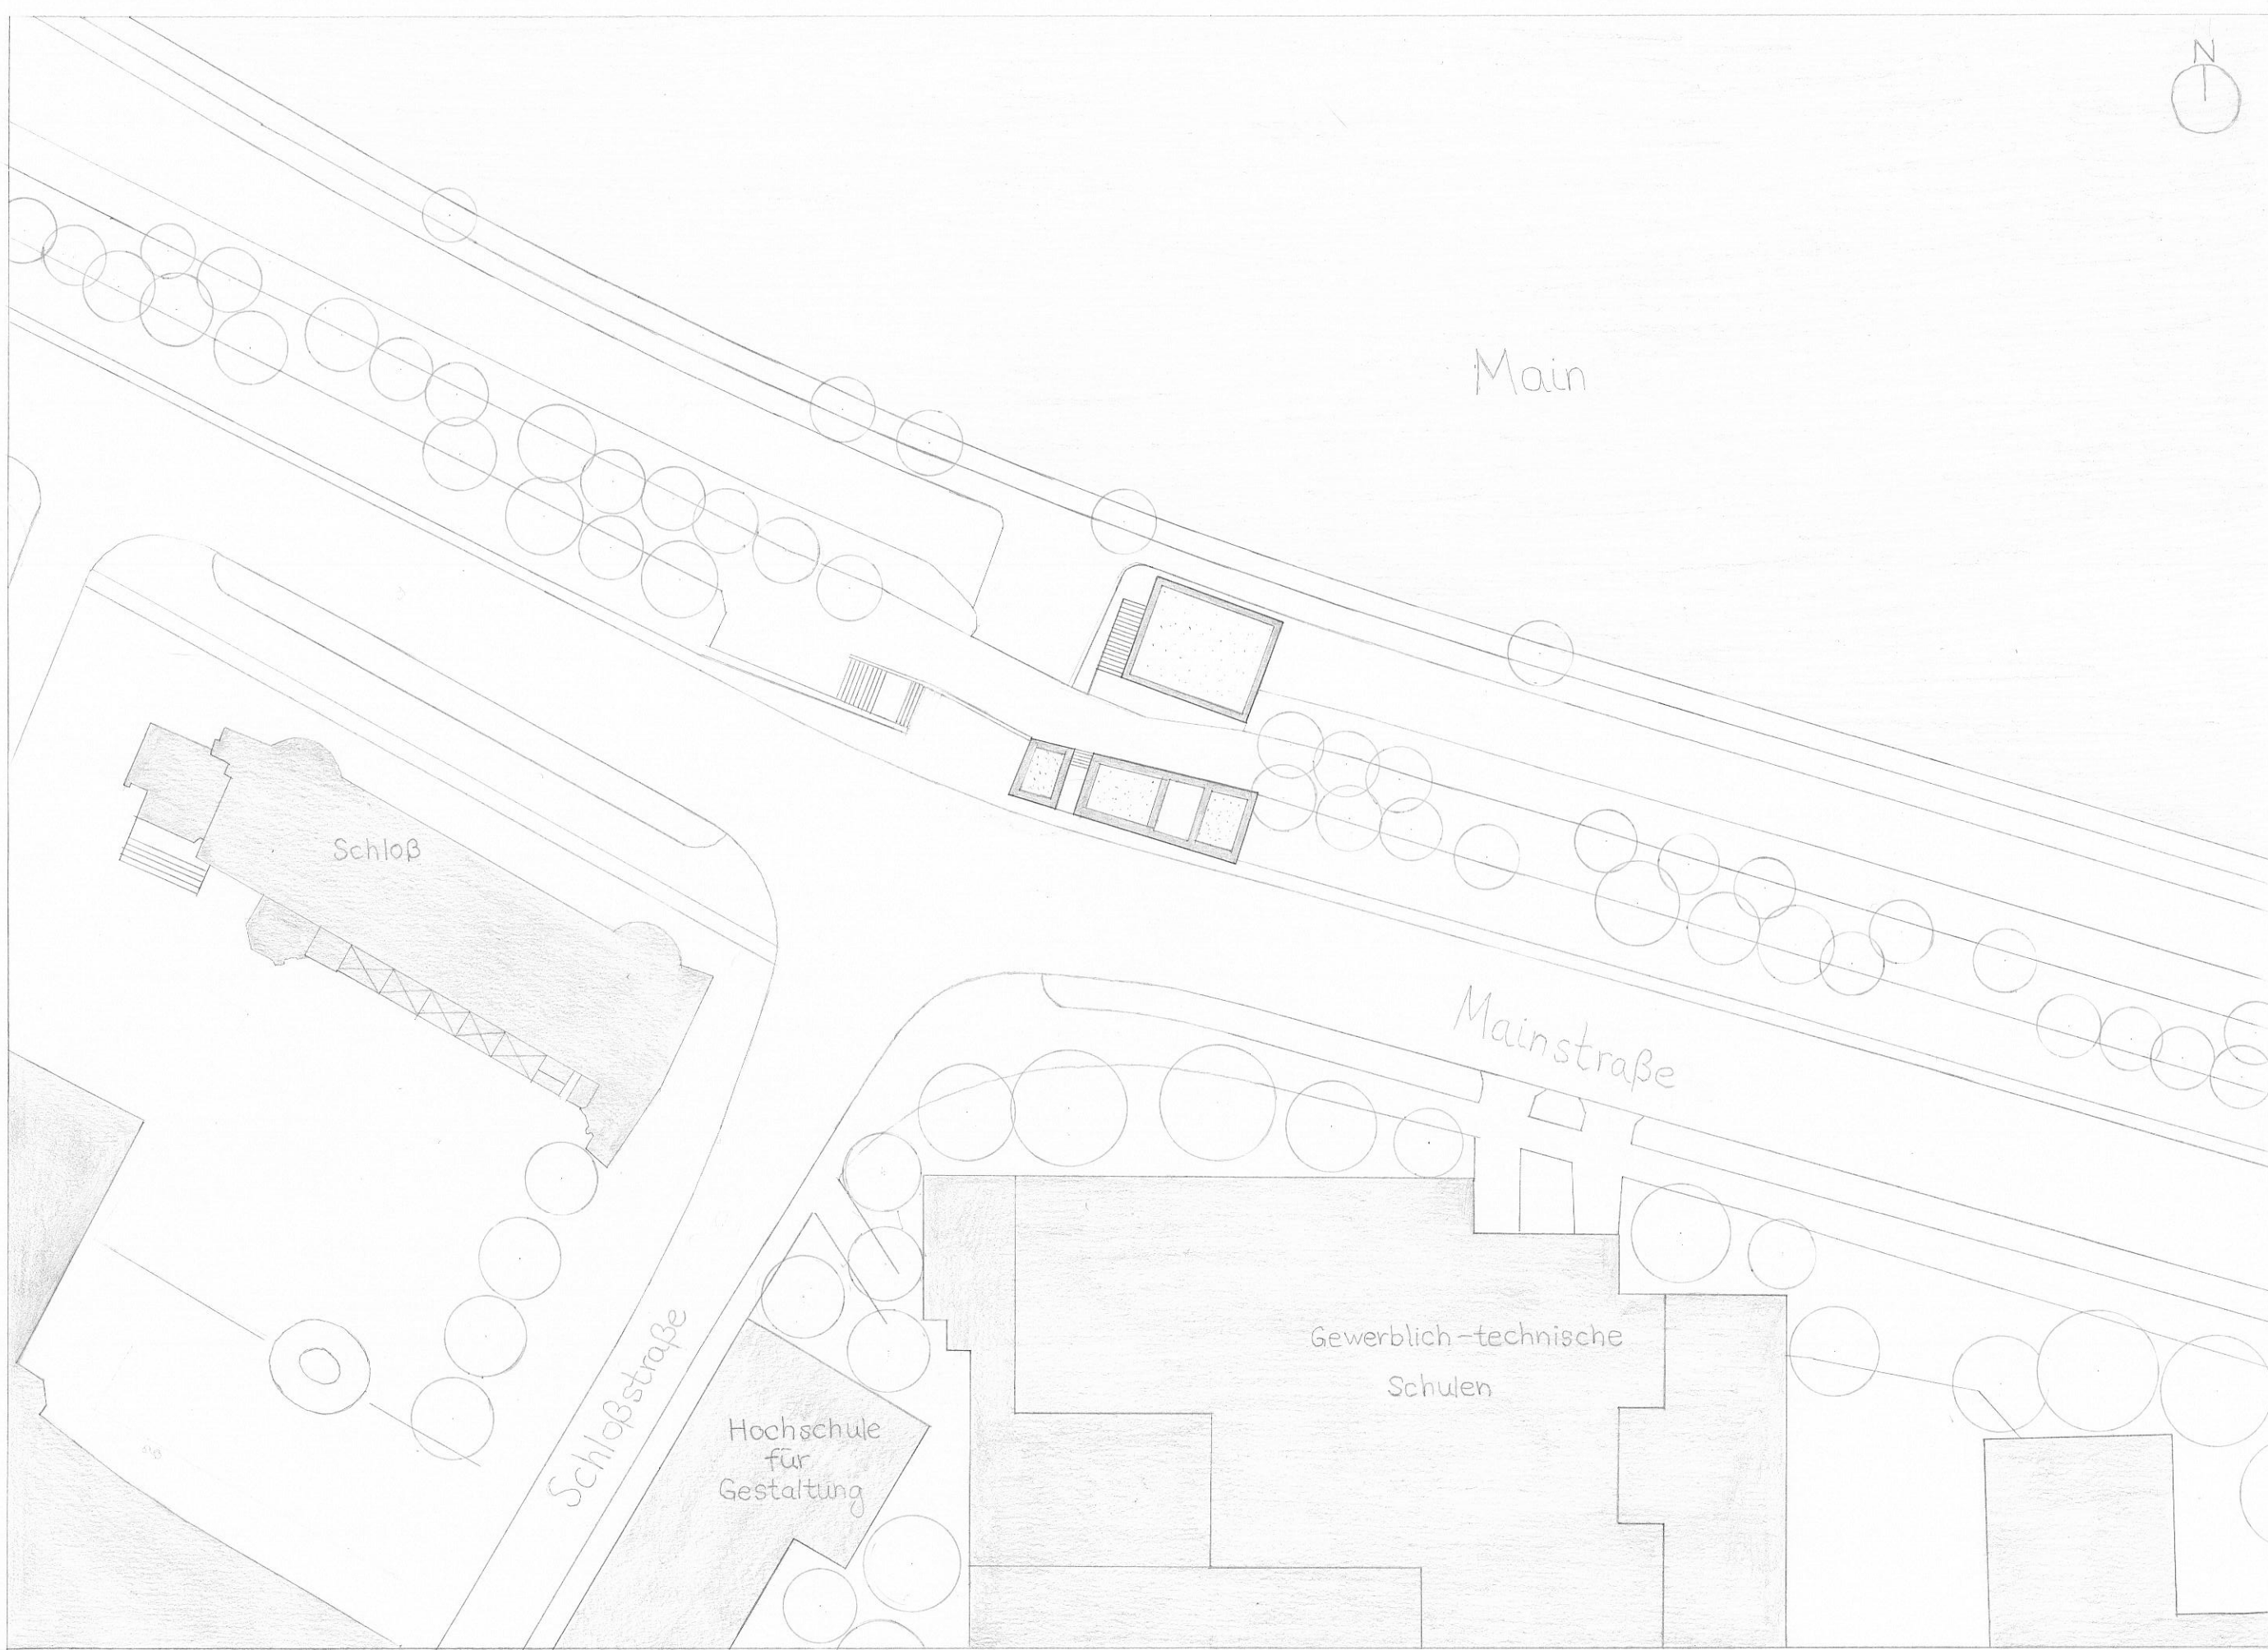 N
Main
Schloß
Mainstraße
Schloßstraße
Gewerblich-technische
Schulen
Hochschule
für
Gestaltung